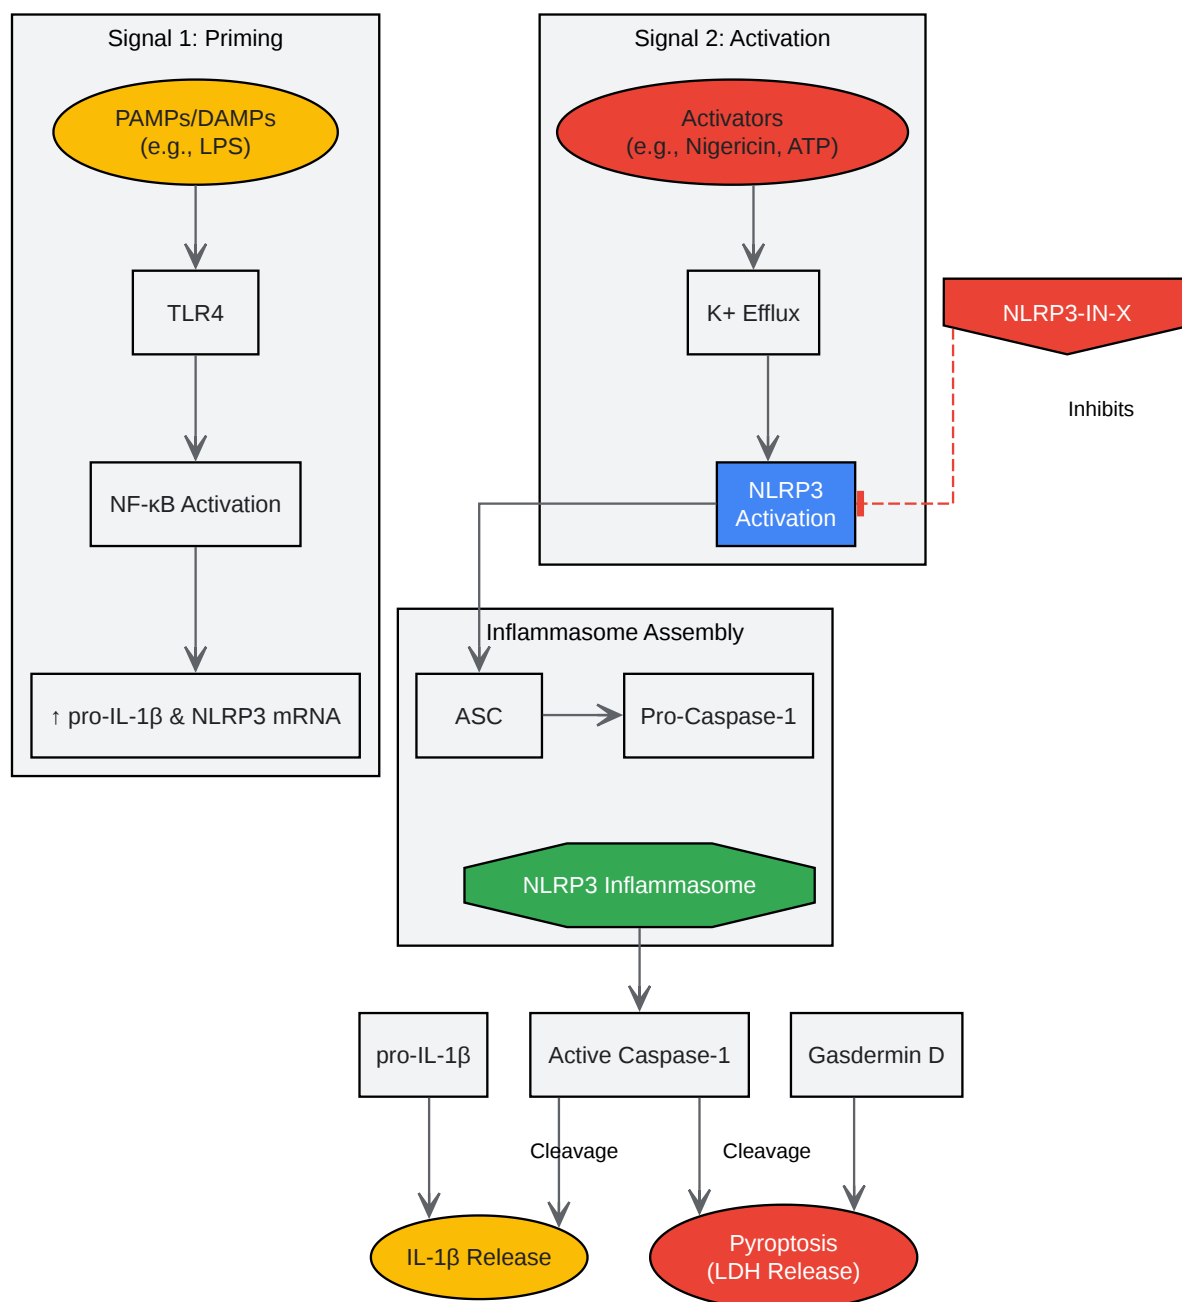 Signal 1: Priming
PAMPs/DAMPs
(e.g., LPS)
TLR4
NF-κB Activation
↑ pro-IL-1β & NLRP3 mRNA
Signal 2: Activation
Activators
(e.g., Nigericin, ATP)
K+ Efflux
NLRP3
Activation
NLRP3-IN-X
Inhibits
Inflammasome Assembly
ASC
Pro-Caspase-1
NLRP3 Inflammasome
pro-IL-1β
Active Caspase-1
Gasdermin D
Cleavage
Cleavage
IL-1β Release
Pyroptosis
(LDH Release)